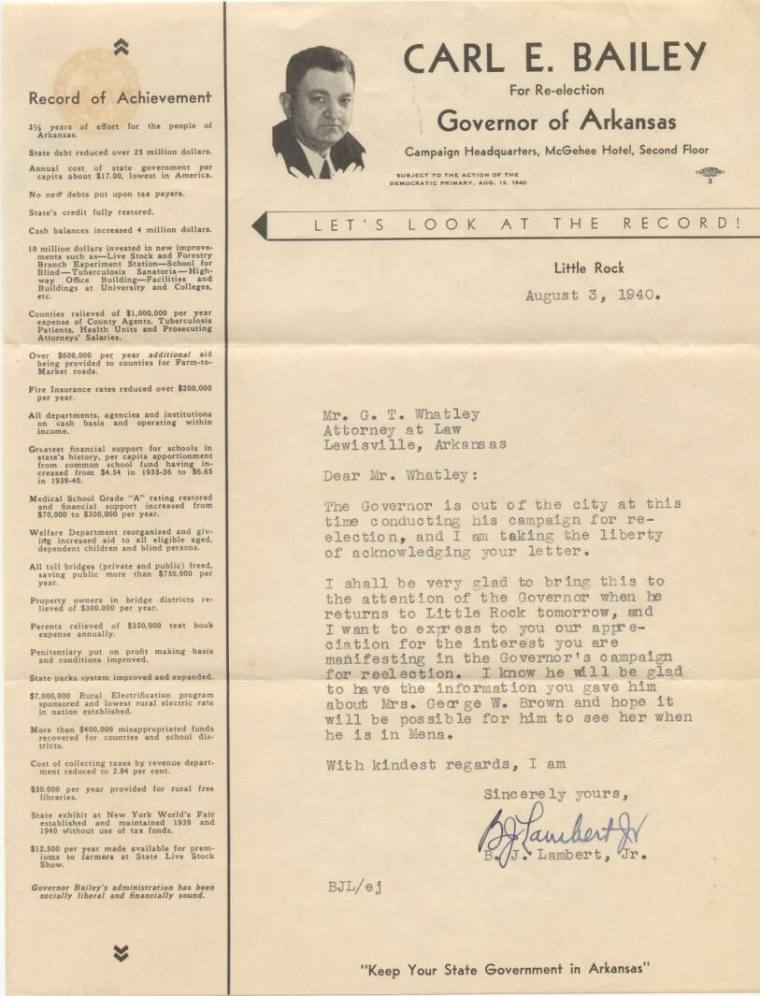 Record of Achievement
3½ years of effort for the people of
Arkansas.
State debt reduced over 25 million dollars.
Annual cost of state government per
capita about $17.00, lowest in America.
No new debts put upon tax payers.
State's credit fully restored.
Cash balances increased 4 million dollars.
10 million dollars invested in new improve-
ments such as—Live Stock and Forestry
Branch Experiment Station—School for
Blind—Tuberculosis Sanatoria—High-
way Office Building—Facilities and
Buildings at University and Colleges,
etc.
Counties relieved of $1,000,000 per year
expense of County Agents, Tuberculosis
Patients, Health Units and Prosecuting
Attorneys' Salaries.
Over $600,000 per year additional aid
being provided to counties for Farm-to-
Market roads.
Fire Insurance rates reduced over $200,000
per year.
All departments, agencies and institutions
on cash basis and operating within
income.
Greatest financial support for schools in
state's history, per capita apportionment
from common school fund having in-
creased from $4.54 in 1935-36 to $6.65
in 1939-40.
Medical School Grade "A" rating restored
and financial support increased from
$70,000 to $300,000 per year.
Welfare Department reorganized and giv-
ing increased aid to all eligible aged,
dependent children and blind persons.
All toll bridges (private and public) freed,
saving public more than $750,000 per
year.
Property owners in bridge districts re-
lieved of $300.000 per year.
Parents relieved of $350,000 text book
expense annually.
Penitentiary put on profit making basis
and conditions improved.
State parks system improved and expanded.
$7,000,000 Rural Electrification program
sponsored and lowest rural electric rate
in nation established.
More than $400,000 misappropriated funds
recovered for counties and school dis-
tricts.
Cost of collecting taxes by revenue depart-
ment reduced to 2.84 per cent.
$50.000 per year provided for rural free
libraries.
State exhibit at New York World's Fair
established and maintained 1939 and
1940 without use of tax funds.
$12,500 per year made available for prem-
iums to farmers at State Live Stock
Show.
Governor Bailey's administration has been
socially liberal and financially sound.
CARL E. BAILEY
For Re-election
Governor of Arkansas
Campaign Headquarters, McGehee Hotel, Second Floor
SUBJECT TO THE ACTION OF THE
DEMOCRATIC PRIMARY, AUG. 13, 1940
3
LET'S LOOK AT THE RECORD!
Little Rock
August 3, 1940.
Mr. G. T. Whatley
Attorney at Law
Lewisville, Arkansas
Dear Mr. Whatley:
The Governor is out of the city at this
time conducting his campaign for re-
election, and I am taking the liberty
of acknowledging your letter.
I shall be very glad to bring this to
the attention of the Governor when he
returns to Little Rock tomorrow, and
I want to express to you our appre-
ciation for the interest you are
manifesting in the Governor's campaign
for reelection. I know he will be glad
to have the information you gave him
about Mrs. George W. Brown and hope it
will be possible for him to see her when
he is in Mena.
With kindest regards, I am
Sincerely yours,
BJ Lambert Jr
B. J. Lambert, Jr.
BJL/ej
"Keep Your State Government in Arkansas"